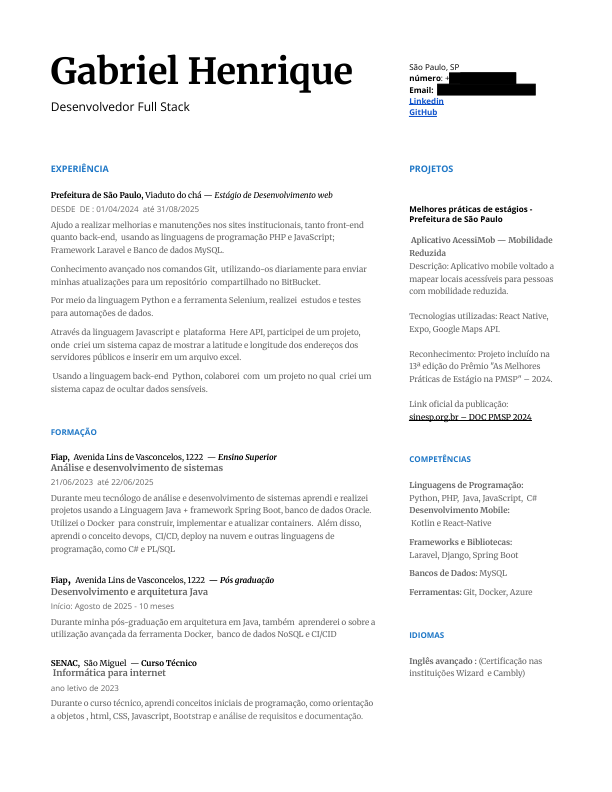 Gabriel Henrique
Desenvolvedor Full Stack
São Paulo, SP
número: +
Email:
Linkedin
GitHub
EXPERIÊNCIA
Prefeitura de São Paulo, Viaduto do chá — Estágio de Desenvolvimento web
DESDE DE : 01/04/2024 até 31/08/2025
Ajudo a realizar melhorias e manutenções nos sites institucionais, tanto front-end
quanto back-end, usando as linguagens de programação PHP e JavaScript;
Framework Laravel e Banco de dados MySQL.
Conhecimento avançado nos comandos Git, utilizando-os diariamente para enviar
minhas atualizações para um repositório compartilhado no BitBucket.
Por meio da linguagem Python e a ferramenta Selenium, realizei estudos e testes
para automações de dados.
Através da linguagem Javascript e plataforma Here API, participei de um projeto,
onde criei um sistema capaz de mostrar a latitude e longitude dos endereços dos
servidores públicos e inserir em um arquivo excel.
Usando a linguagem back-end Python, colaborei com um projeto no qual criei um
sistema capaz de ocultar dados sensíveis.
FORMAÇÃO
Fiap, Avenida Lins de Vasconcelos, 1222 — Ensino Superior
Análise e desenvolvimento de sistemas
21/06/2023 até 22/06/2025
Durante meu tecnólogo de análise e desenvolvimento de sistemas aprendi e realizei
projetos usando a Linguagem Java + framework Spring Boot, banco de dados Oracle.
Utilizei o Docker para construir, implementar e atualizar containers. Além disso,
aprendi o conceito devops, CI/CD, deploy na nuvem e outras linguagens de
programação, como C# e PL/SQL
Fiap, Avenida Lins de Vasconcelos, 1222 — Pós graduação
Desenvolvimento e arquitetura Java
Início: Agosto de 2025 - 10 meses
Durante minha pós-graduação em arquitetura em Java, também aprenderei o sobre a
utilização avançada da ferramenta Docker, banco de dados NoSQL e CI/CID
SENAC, São Miguel — Curso Técnico
Informática para internet
ano letivo de 2023
Durante o curso técnico, aprendi conceitos iniciais de programação, como orientação
a objetos , html, CSS, Javascript, Bootstrap e análise de requisitos e documentação.
PROJETOS
Melhores práticas de estágios -
Prefeitura de São Paulo
Aplicativo AcessiMob — Mobilidade
Reduzida
Descrição: Aplicativo mobile voltado a
mapear locais acessíveis para pessoas
com mobilidade reduzida.
Tecnologias utilizadas: React Native,
Expo, Google Maps API.
Reconhecimento: Projeto incluído na
13ª edição do Prêmio "As Melhores
Práticas de Estágio na PMSP" – 2024.
Link oficial da publicação:
sinesp.org.br – DOC PMSP 2024
COMPETÊNCIAS
Linguagens de Programação:
Python, PHP, Java, JavaScript, C#
Desenvolvimento Mobile:
Kotlin e React-Native
Frameworks e Bibliotecas:
Laravel, Django, Spring Boot
Bancos de Dados: MySQL
Ferramentas: Git, Docker, Azure
IDIOMAS
Inglês avançado : (Certificação nas
instituições Wizard e Cambly)